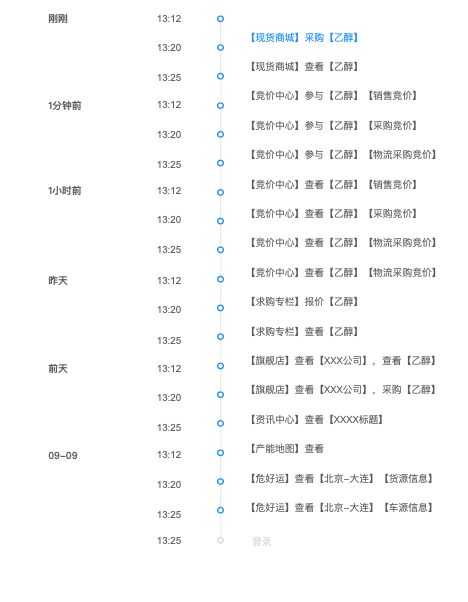 刚刚
13:12
13:20
【现货商城】采购【乙醇】
13:25
【现货商城】查看【乙醇】
1分钟前
13:12
【竞价中心】参与【乙醇】【销售竞价】
13:20
【竞价中心】参与【乙醇】【采购竞价】
13:25
【竞价中心】参与【乙醇】【物流采购竞价】
1小时前
13:12
【竞价中心】查看【乙醇】【销售竞价】
13:20
【竞价中心】查看【乙醇】【采购竞价】
13:25
【竞价中心】查看【乙醇】【物流采购竞价】
昨天
13:12
【竞价中心】查看【乙醇】【物流采购竞价】
13:20
【求购专栏】报价【乙醇】
13:25
【求购专栏】查看【乙醇】
前天
13:12
【旗舰店】查看【XXX公司】，查看【乙醇】
13:20
【旗舰店】查看【XXX公司】，采购【乙醇】
13:25
【资讯中心】查看【XXXX标题】
09-09
13:12
【产能地图】查看
13:20
【危好运】查看【北京-大连】【货源信息】
13:25
【危好运】查看【北京-大连】【车源信息】
13:25
登录